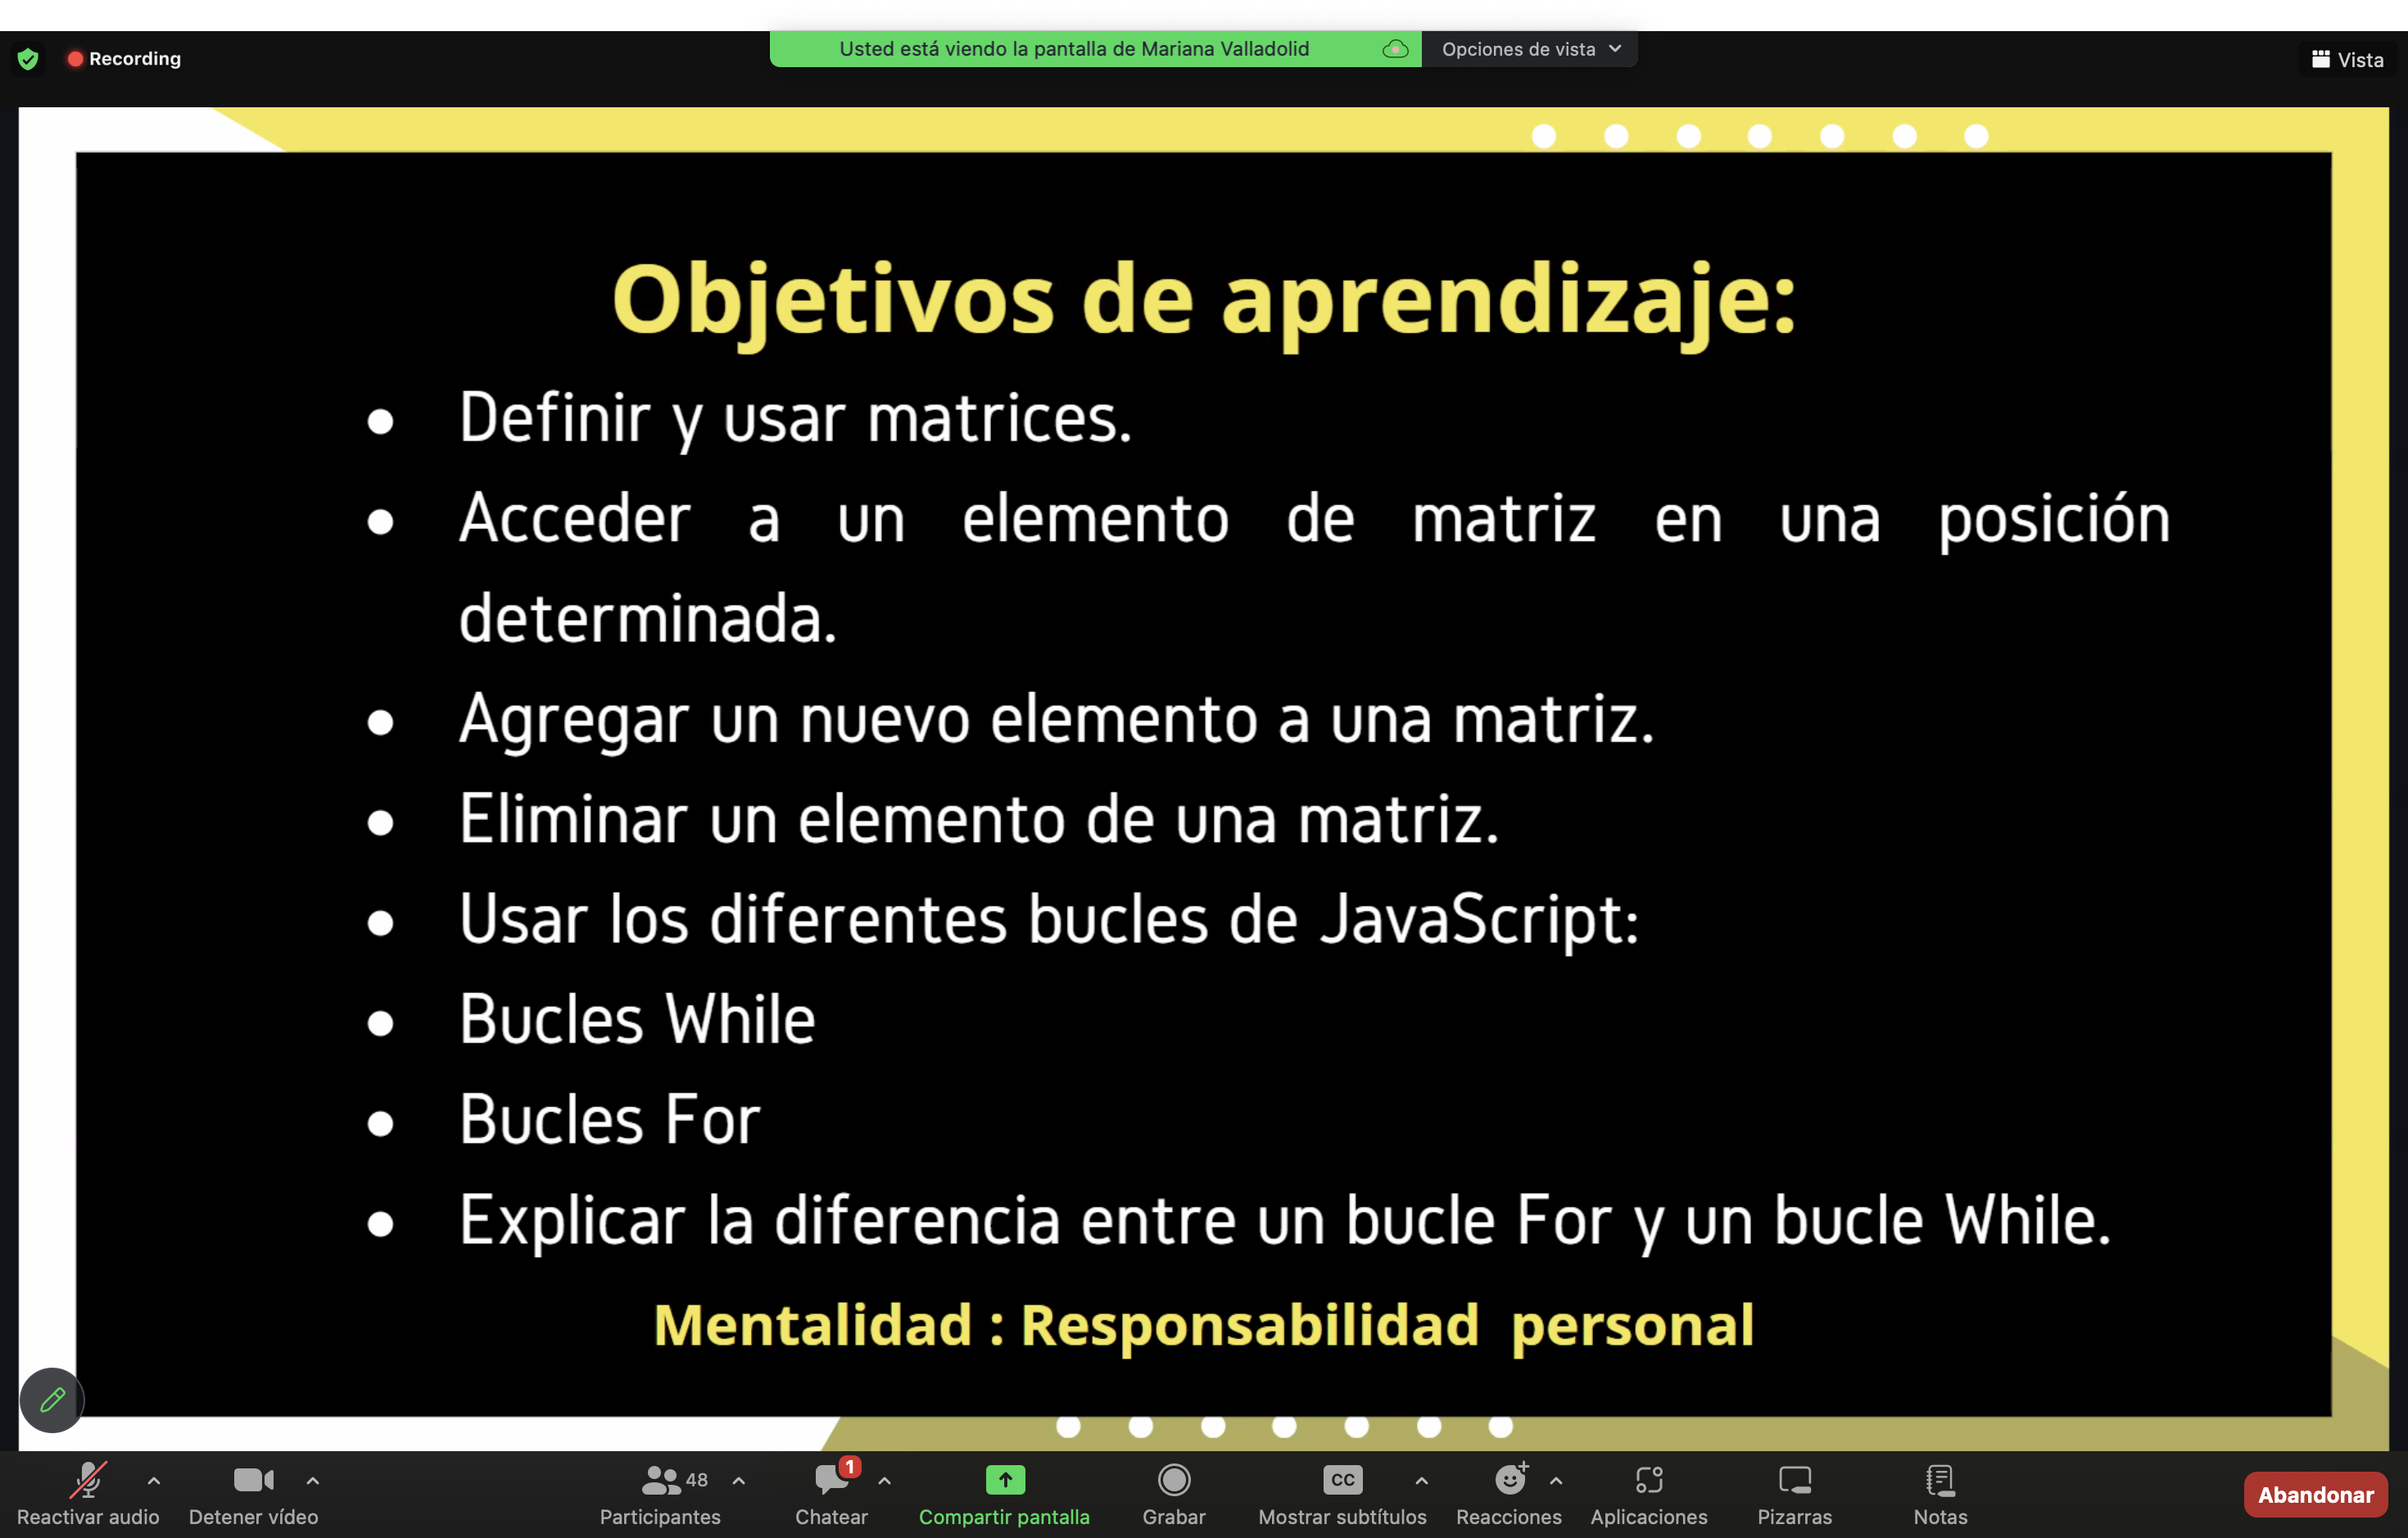 Recording
Usted está viendo la pantalla de Mariana Valladolid
Opciones de vista
Vista
Objetivos de aprendizaje:
● Definir y usar matrices.
● Acceder a un elemento de matriz en una posición
determinada.
● Agregar un nuevo elemento a una matriz.
● Eliminar un elemento de una matriz.
● Usar los diferentes bucles de JavaScript:
● Bucles While
● Bucles For
● Explicar la diferencia entre un bucle For y un bucle While.
Mentalidad : Responsabilidad personal
Reactivar audio
Detener vídeo
48
Participantes
1
Chatear
Compartir pantalla
Grabar
CC
Mostrar subtítulos
Reacciones
Aplicaciones
Pizarras
Notas
Abandonar